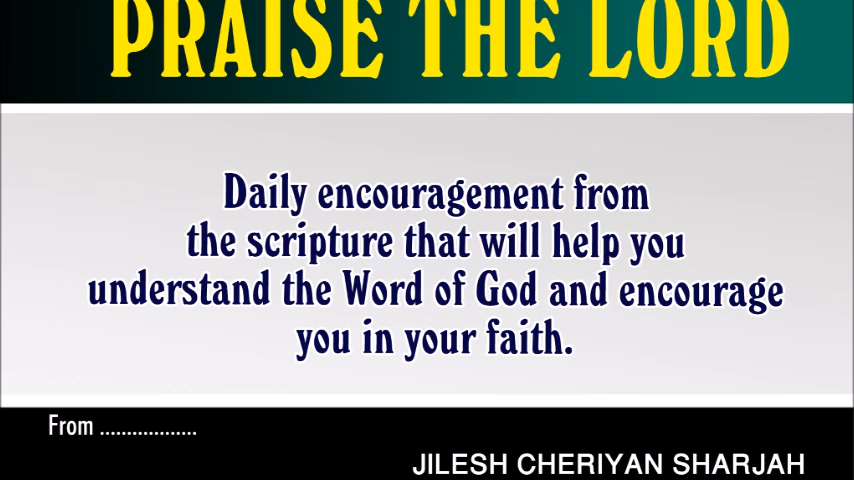 PRAISE THE LORD
Daily encouragement from
the scripture that will help you
understand the Word of God and encourage
you in your faith.
From ..................
JILESH CHERIYAN SHARJAH